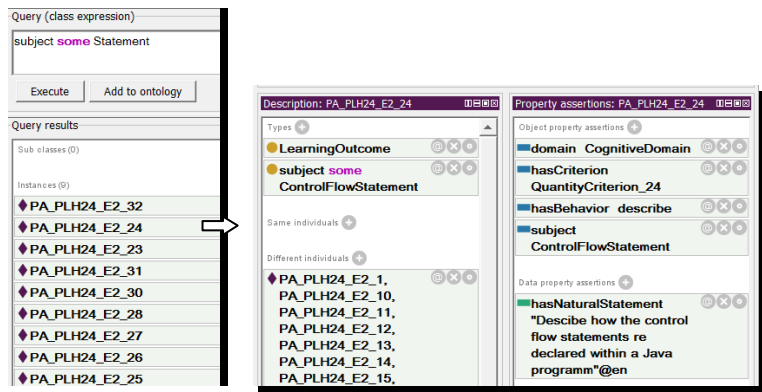 Query (class expression)
subject some Statement
Execute
Add to ontology
Query results
Sub classes (0)
Instances (9)
PA_PLH24_E2_32
PA_PLH24_E2_24
PA_PLH24_E2_23
PA_PLH24_E2_31
PA_PLH24_E2_30
PA_PLH24_E2_28
PA_PLH24_E2_27
PA_PLH24_E2_26
PA_PLH24_E2_25
Description: PA_PLH24_E2_24
Types
LearningOutcome
subject some
ControlFlowStatement
Same individuals
Different individuals
PA_PLH24_E2_1,
PA_PLH24_E2_10,
PA_PLH24_E2_11,
PA_PLH24_E2_12,
PA_PLH24_E2_13,
PA_PLH24_E2_14,
PA_PLH24_E2_15,
Property assertions: PA_PLH24_E2_24
Object property assertions
domain CognitiveDomain
hasCriterion
QuantityCriterion_24
hasBehavior describe
subject
ControlFlowStatement
Data property assertions
hasNaturalStatement
"Descibe how the control
flow statements re
declared within a Java
programm"@en